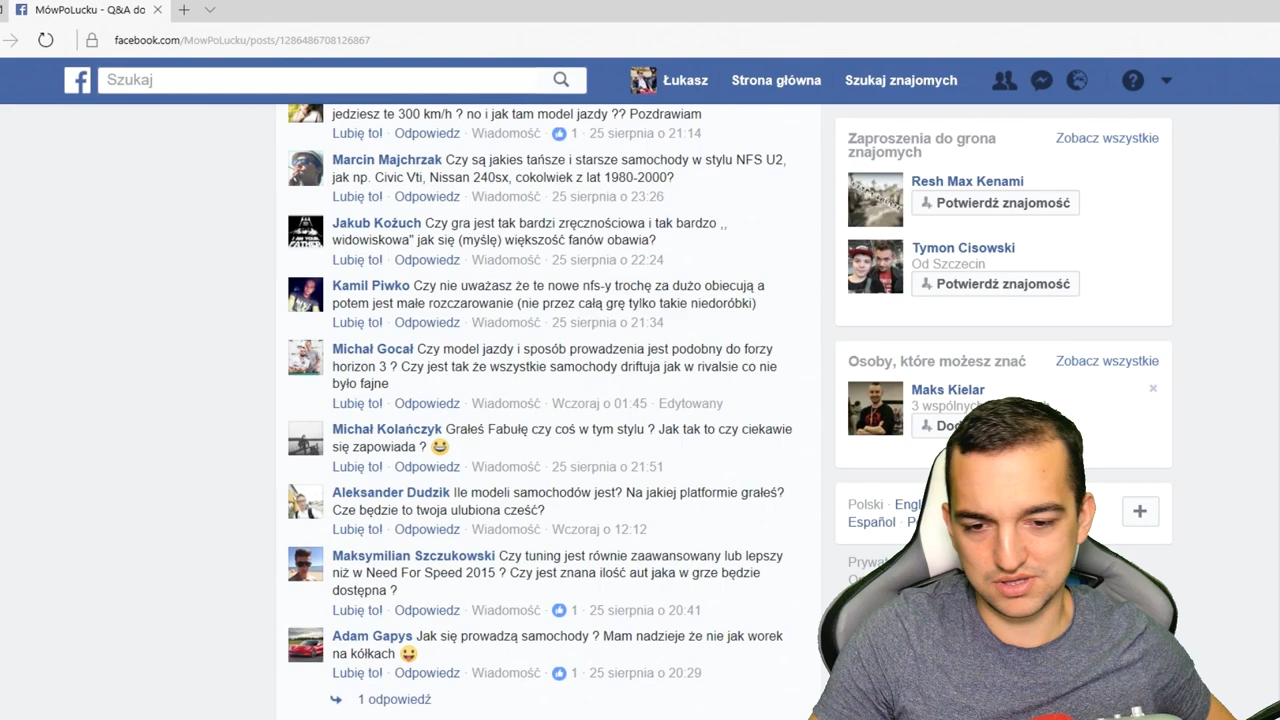 MówPoLucku - Q&A do
facebook.com/MowPoLucku/posts/1286486708126867
Szukaj
Łukasz
Strona główna
Szukaj znajomych
jedziesz te 300 km/h ? no i jak tam model jazdy ?? Pozdrawiam
Lubię to! · Odpowiedz · Wiadomość · 1 · 25 sierpnia o 21:14
Marcin Majchrzak Czy są jakies tańsze i starsze samochody w stylu NFS U2,
jak np. Civic Vti, Nissan 240sx, cokolwiek z lat 1980-2000?
Lubię to! · Odpowiedz · Wiadomość · 25 sierpnia o 23:26
Jakub Kożuch Czy gra jest tak bardzi zręcznościowa i tak bardzo ,,
widowiskowa" jak się (myślę) większość fanów obawia?
Lubię to! · Odpowiedz · Wiadomość · 25 sierpnia o 22:24
Kamil Piwko Czy nie uważasz że te nowe nfs-y trochę za dużo obiecują a
potem jest małe rozczarowanie (nie przez całą grę tylko takie niedoróbki)
Lubię to! · Odpowiedz · Wiadomość · 25 sierpnia o 21:34
Michał Gocał Czy model jazdy i sposób prowadzenia jest podobny do forzy
horizon 3 ? Czy jest tak że wszystkie samochody driftuja jak w rivalsie co nie
było fajne
Lubię to! · Odpowiedz · Wiadomość · Wczoraj o 01:45 · Edytowany
Michał Kolańczyk Grałeś Fabułę czy coś w tym stylu ? Jak tak to czy ciekawie
się zapowiada ? 😀
Lubię to! · Odpowiedz · Wiadomość · 25 sierpnia o 21:51
Aleksander Dudzik Ile modeli samochodów jest? Na jakiej platformie grałeś?
Cze będzie to twoja ulubiona cześć?
Lubię to! · Odpowiedz · Wiadomość · Wczoraj o 12:12
Maksymilian Szczukowski Czy tuning jest równie zaawansowany lub lepszy
niż w Need For Speed 2015 ? Czy jest znana ilość aut jaka w grze będzie
dostępna ?
Lubię to! · Odpowiedz · Wiadomość · 1 · 25 sierpnia o 20:41
Adam Gapys Jak się prowadzą samochody ? Mam nadzieje że nie jak worek
na kółkach 😜
Lubię to! · Odpowiedz · Wiadomość · 1 · 25 sierpnia o 20:29
1 odpowiedź
Zaproszenia do grona
znajomych
Zobacz wszystkie
Resh Max Kenami
Potwierdź znajomość
Tymon Cisowski
Od Szczecin
Potwierdź znajomość
Osoby, które możesz znać
Zobacz wszystkie
Maks Kielar
3 wspólnych
Polski · Engl
Español · P